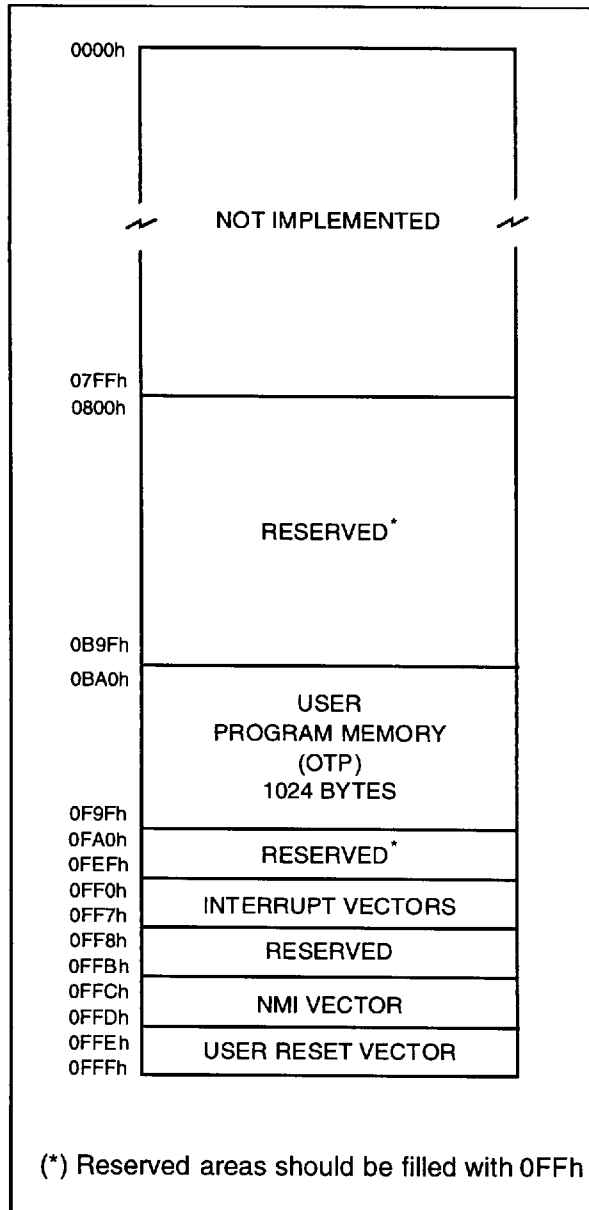 0000h
NOT IMPLEMENTED
07FFh
0800h
RESERVED*
0B9Fh
0BA0h
USER
PROGRAM MEMORY
(OTP)
1024 BYTES
0F9Fh
0FA0h
RESERVED*
0FEFh
0FF0h
INTERRUPT VECTORS
0FF7h
0FF8h
RESERVED
0FFBh
0FFCh
NMI VECTOR
0FFDh
0FFEh
USER RESET VECTOR
0FFFh
(*) Reserved areas should be filled with 0FFh